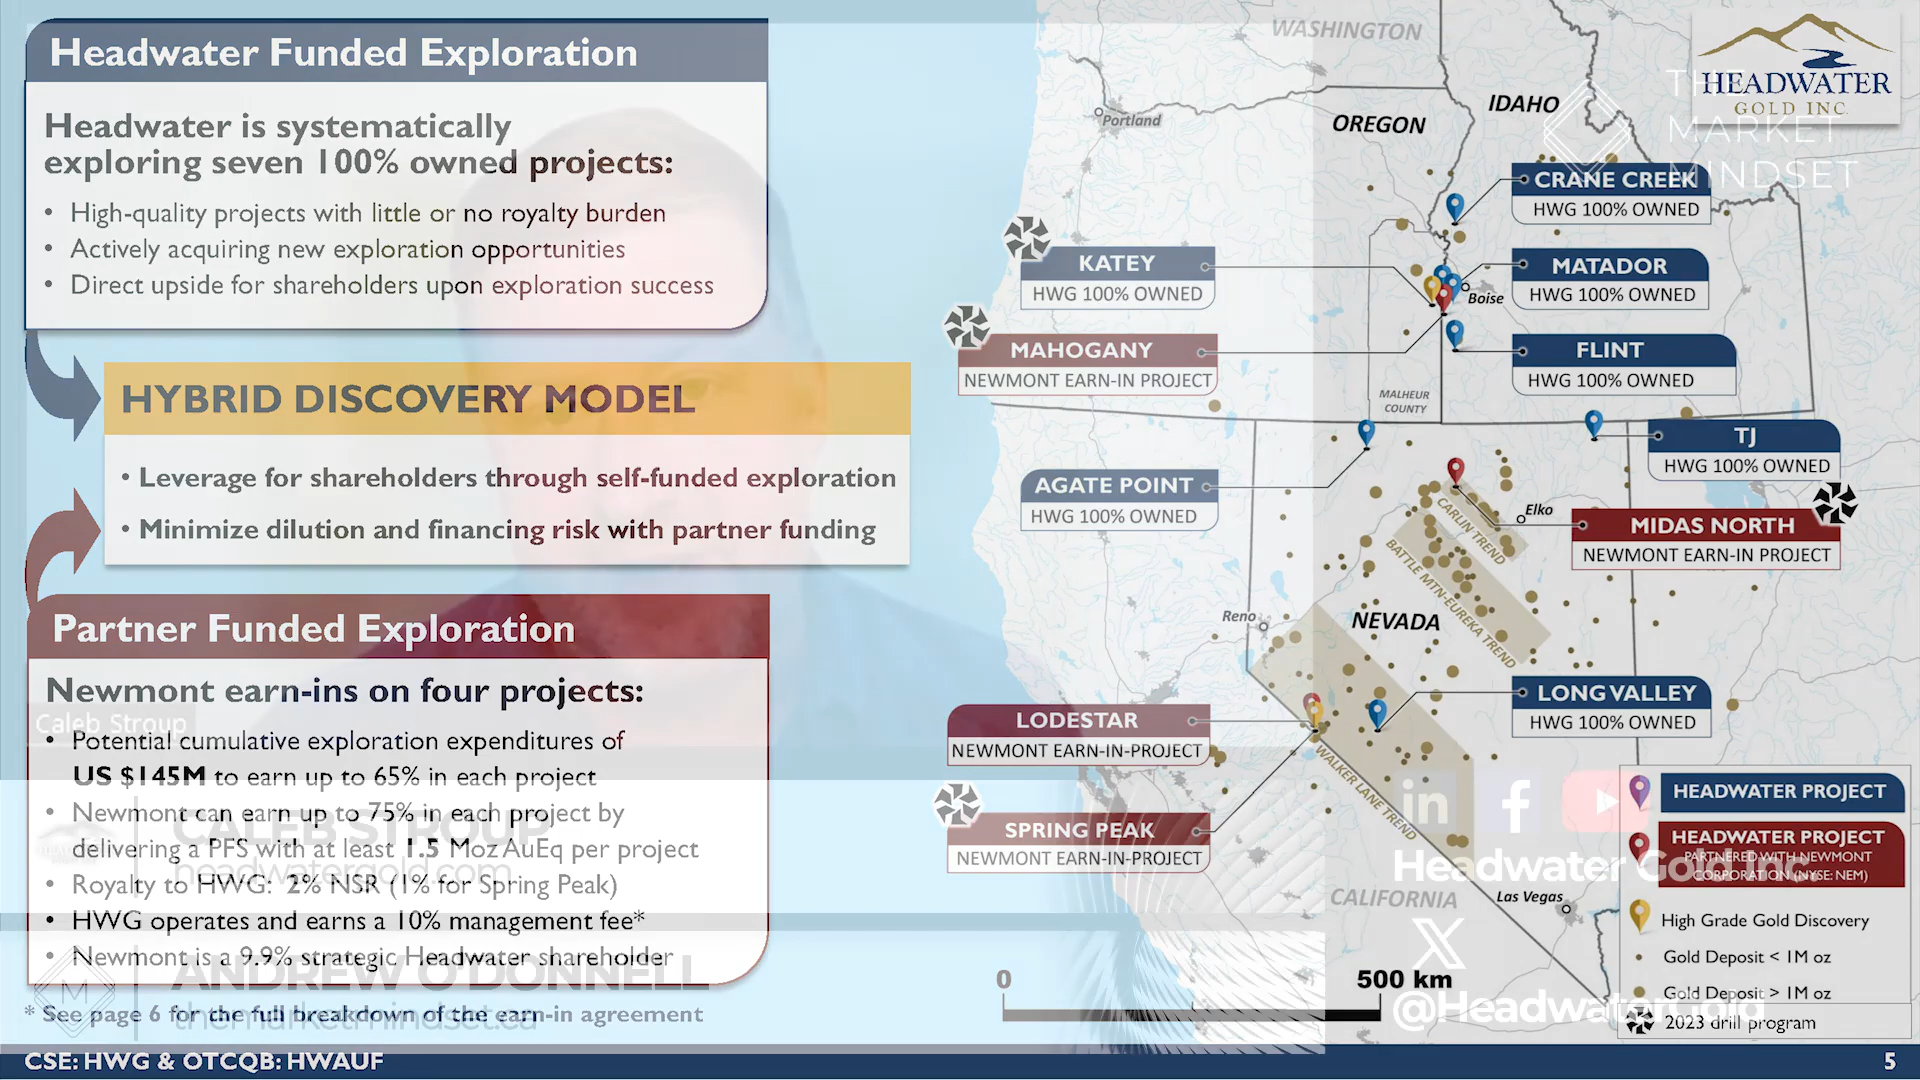 Headwater Funded Exploration
Headwater is systematically
exploring seven 100% owned projects:
• High-quality projects with little or no royalty burden
• Actively acquiring new exploration opportunities
• Direct upside for shareholders upon exploration success
HYBRID DISCOVERY MODEL
• Leverage for shareholders through self-funded exploration
• Minimize dilution and financing risk with partner funding
Partner Funded Exploration
Newmont earn-ins on four projects:
Caleb Stroup
• Potential cumulative exploration expenditures of
US $145M to earn up to 65% in each project
• Newmont can earn up to 75% in each project by
delivering a PFS with at least 1.5 Moz AuEq per project
• Royalty to HWG: 2% NSR (1% for Spring Peak)
• HWG operates and earns a 10% management fee*
• Newmont is a 9.9% strategic Headwater shareholder
* See page 6 for the full breakdown of the earn-in agreement
CALEB STROUP
headwatergold.com
ANDREW O'DONNELL
themarketmindset.ca
CSE: HWG & OTCQB: HWAUF
WASHINGTON
Portland
OREGON
IDAHO
HEADWATER
GOLD INC.
THE
MARKET
MINDSET
CRANE CREEK
HWG 100% OWNED
KATEY
HWG 100% OWNED
MATADOR
HWG 100% OWNED
Boise
MAHOGANY
NEWMONT EARN-IN PROJECT
FLINT
HWG 100% OWNED
MALHEUR
COUNTY
TJ
HWG 100% OWNED
AGATE POINT
HWG 100% OWNED
Elko
CARLIN TREND
MIDAS NORTH
NEWMONT EARN-IN PROJECT
BATTLE MTN-EUREKA TREND
Reno
NEVADA
LONG VALLEY
HWG 100% OWNED
LODESTAR
NEWMONT EARN-IN-PROJECT
WALKER LANE TREND
SPRING PEAK
NEWMONT EARN-IN-PROJECT
CALIFORNIA
Las Vegas
0
500 km
in
f
X
Headwater Gold Inc.
@HeadwaterGold
HEADWATER PROJECT
HEADWATER PROJECT
PARTNERED WITH NEWMONT
CORPORATION (NYSE: NEM)
High Grade Gold Discovery
Gold Deposit < 1M oz
Gold Deposit > 1M oz
2023 drill program
5